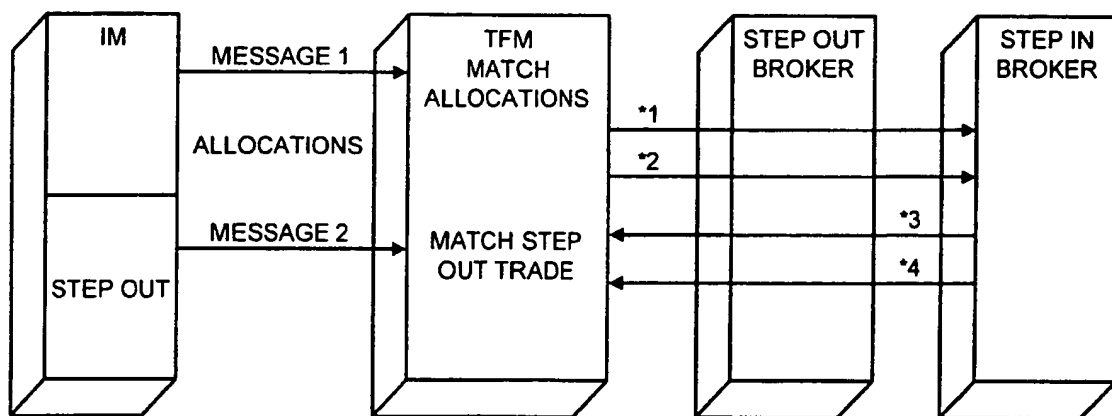 IM
MESSAGE 1
ALLOCATIONS
MESSAGE 2
STEP OUT
TFM
MATCH
ALLOCATIONS
MATCH STEP
OUT TRADE
STEP OUT
BROKER
STEP IN
BROKER
*1
*2
*3
*4